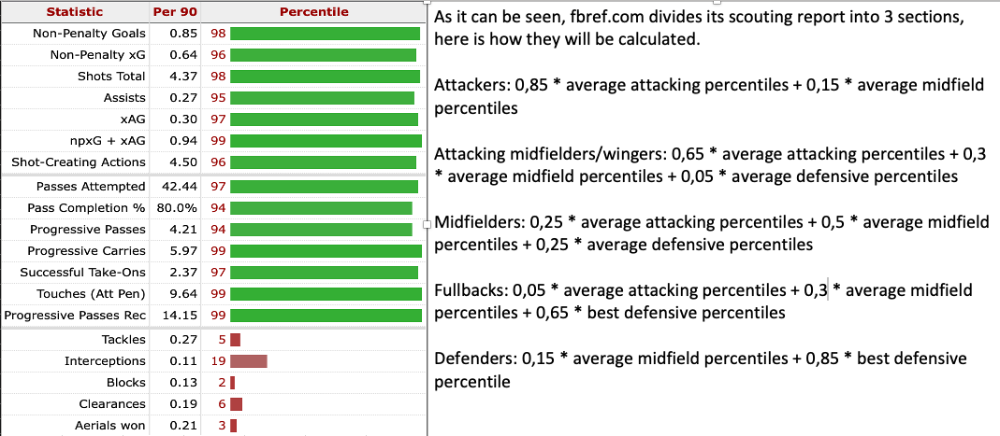 Statistic Per 90 Percentile
Non-Penalty Goals 0.85 98
Non-Penalty xG 0.64 96
Shots Total 4.37 98
Assists 0.27 95
xAG 0.30 97
npxG + xAG 0.94 99
Shot-Creating Actions 4.50 96
Passes Attempted 42.44 97
Pass Completion % 80.0% 94
Progressive Passes 4.21 94
Progressive Carries 5.97 99
Successful Take-Ons 2.37 97
Touches (Att Pen) 9.64 99
Progressive Passes Rec 14.15 99
Tackles 0.27 5
Interceptions 0.11 19
Blocks 0.13 2
Clearances 0.19 6
Aerials won 0.21 3
As it can be seen, fbref.com divides its scouting report into 3 sections,
here is how they will be calculated.
Attackers: 0,85 * average attacking percentiles + 0,15 * average midfield
percentiles
Attacking midfielders/wingers: 0,65 * average attacking percentiles + 0,3
* average midfield percentiles + 0,05 * average defensive percentiles
Midfielders: 0,25 * average attacking percentiles + 0,5 * average midfield
percentiles + 0,25 * average defensive percentiles
Fullbacks: 0,05 * average attacking percentiles + 0,3 * average midfield
percentiles + 0,65 * best defensive percentiles
Defenders: 0,15 * average midfield percentiles + 0,85 * best defensive
percentile